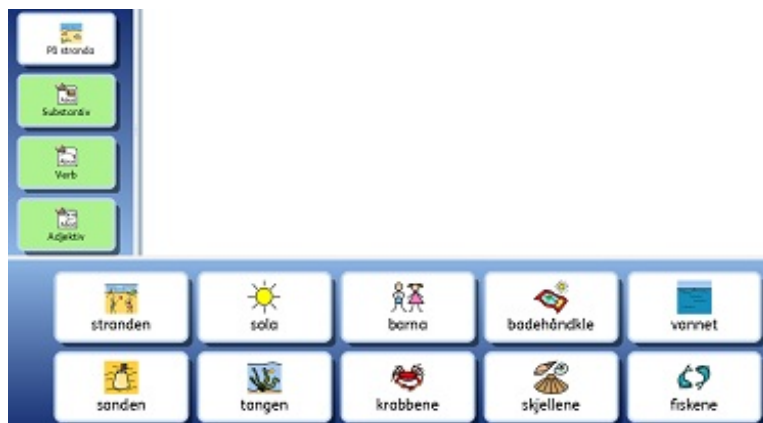 På stranda
Substantiv
Verb
Adjektiv
stranden sola barna badehåndkle vannet
sanden tangen krabbene skjellene fiskene